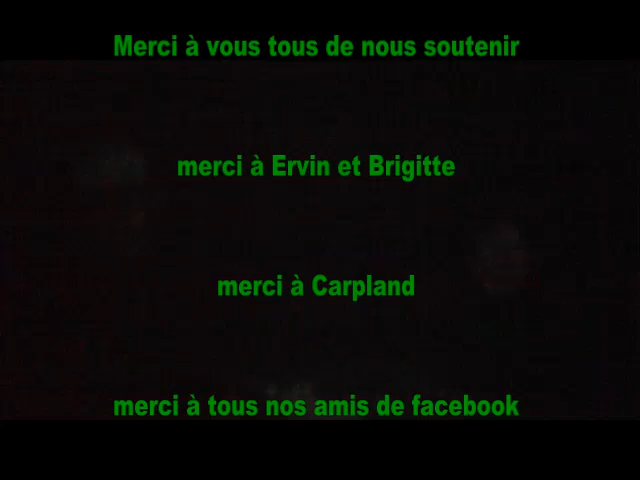 Merci à vous tous de nous soutenir
merci à Ervin et Brigitte
merci à Carpland
merci à tous nos amis de facebook